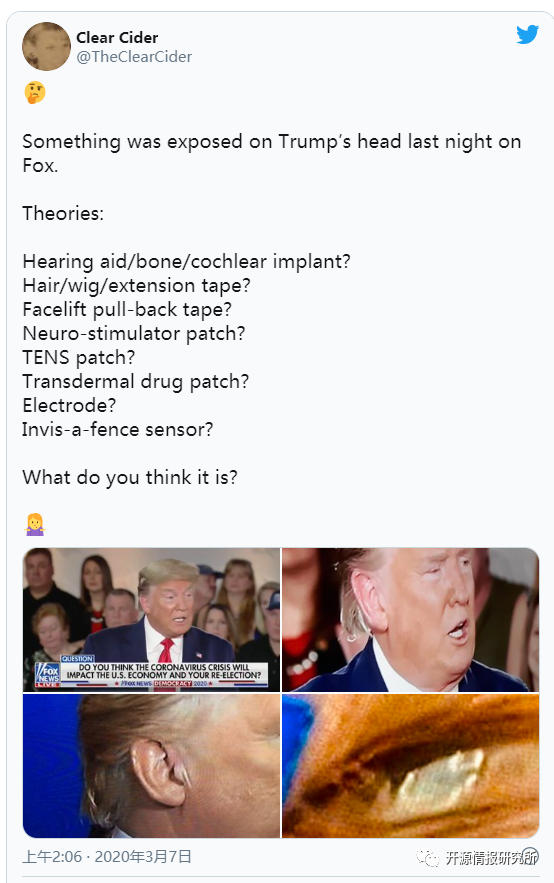 Clear Cider
@TheClearCider
Something was exposed on Trump's head last night on
Fox.
Theories:
Hearing aid/bone/cochlear implant?
Hair/wig/extension tape?
Facelift pull-back tape?
Neuro-stimulator patch?
TENS patch?
Transdermal drug patch?
Electrode?
Invis-a-fence sensor?
What do you think it is?
QUESTION
DO YOU THINK THE CORONAVIRUS CRISIS WILL
IMPACT THE U.S. ECONOMY AND YOUR RE-ELECTION?
FOX
NEWS
LIVE
FOX NEWS DEMOCRACY 2020
上午2:06 · 2020年3月7日
开源情报研究所